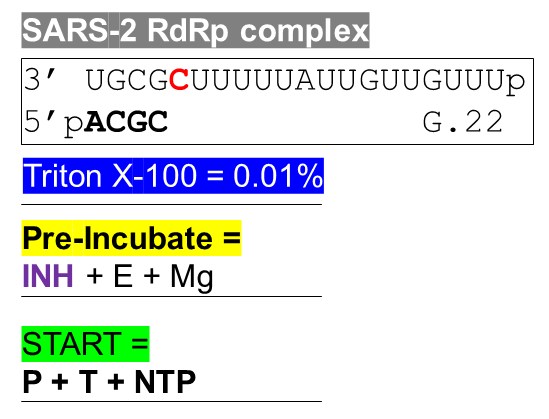 SARS-2 RdRp complex
3’ UGCGCUUUUUAUUGUUGUUUp
5’pACGC G.22
Triton X-100 = 0.01%
Pre-Incubate =
INH + E + Mg
START =
P + T + NTP